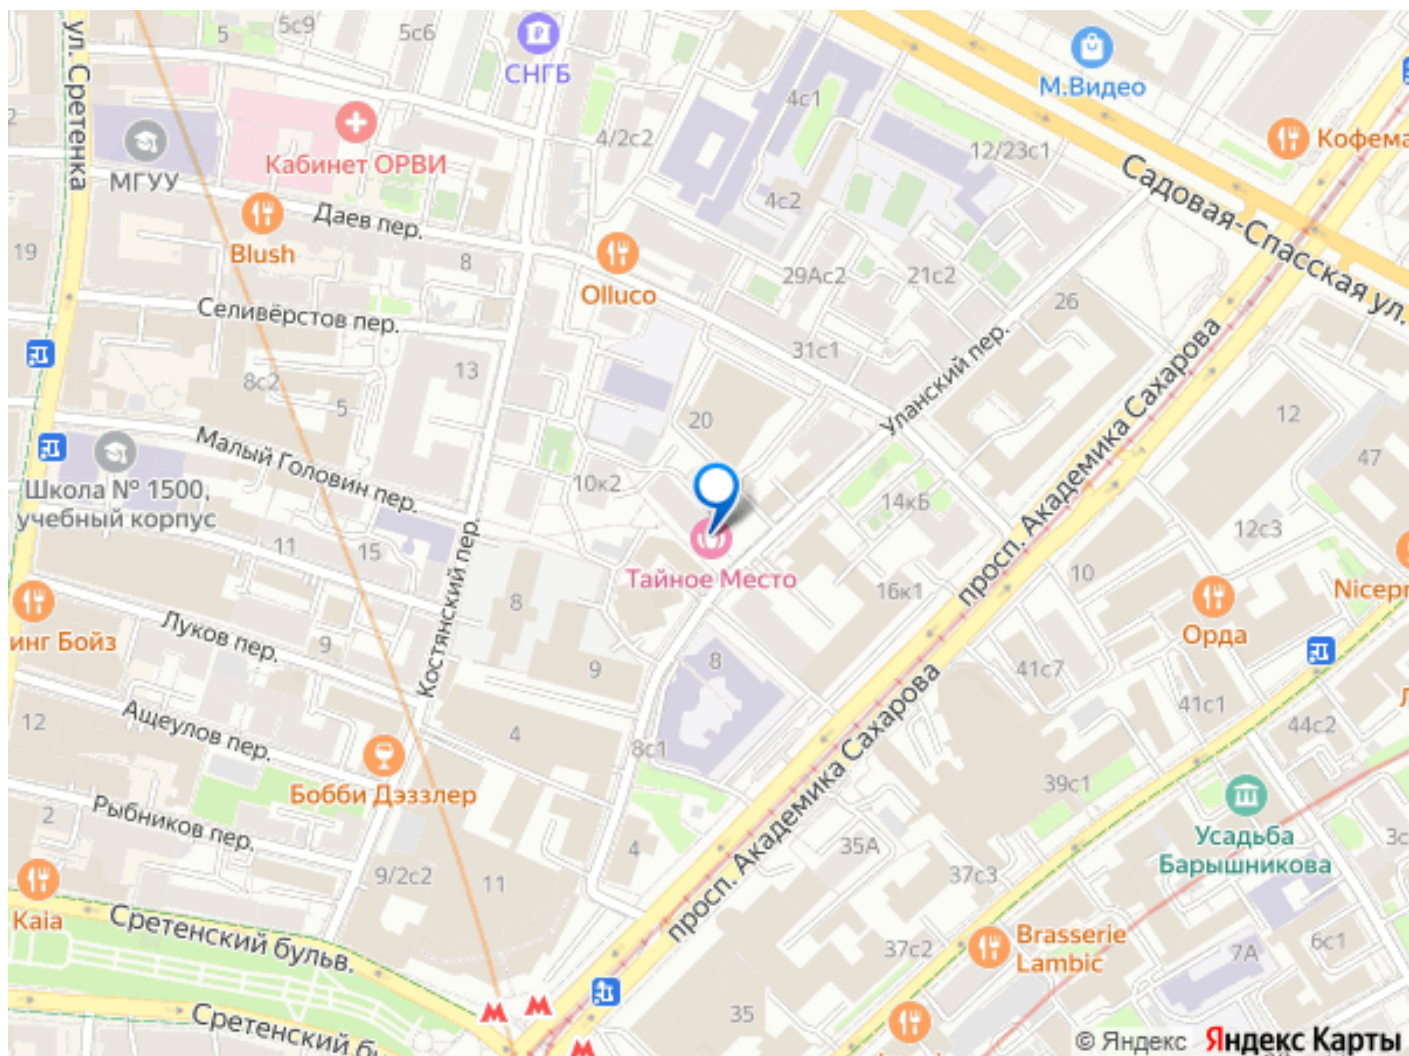 5с9
5
5с6
СНГБ
М.Видео
ул. Сретенка
4с1
Кабинет ОРВИ
4/2с2
12/23с1
Кофема
МГУУ
Садовая-Спасская ул.
4с2
Даев пер.
19
Blush
8
Olluco
29Ас2
21с2
26
Селивёрстов пер.
31с1
Уланский пер.
13
8с2
5
20
12
просп. Академика Сахарова
Малый Головин пер.
47
10к2
Школа № 1500,
учебный корпус
14кБ
12с3
11
15
Тайное Место
16к1
10
Nicepr
Костянский пер.
8
Луков пер.
Орда
инг Бойз
9
9
8
41с7
41с1
12
Ащеулов пер.
4
8с1
просп. Академика Сахарова
44с2
39с1
Бобби Дэззлер
2
Рыбников пер.
Усадьба
Барышникова
3с
4
35А
9/2с2
11
37с3
Kaia
Сретенский бульв.
Brasserie
Lambic
37с2
7А
6с1
35
Сретенский б
© Яндекс Яндекс Карты